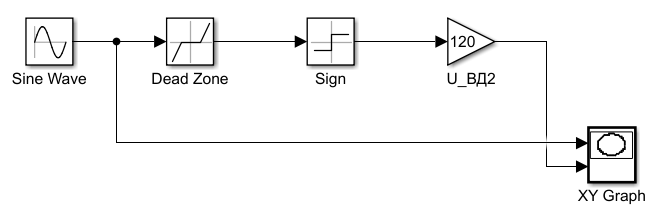 120
Sine Wave
Dead Zone
Sign
U_ВД2
XY Graph